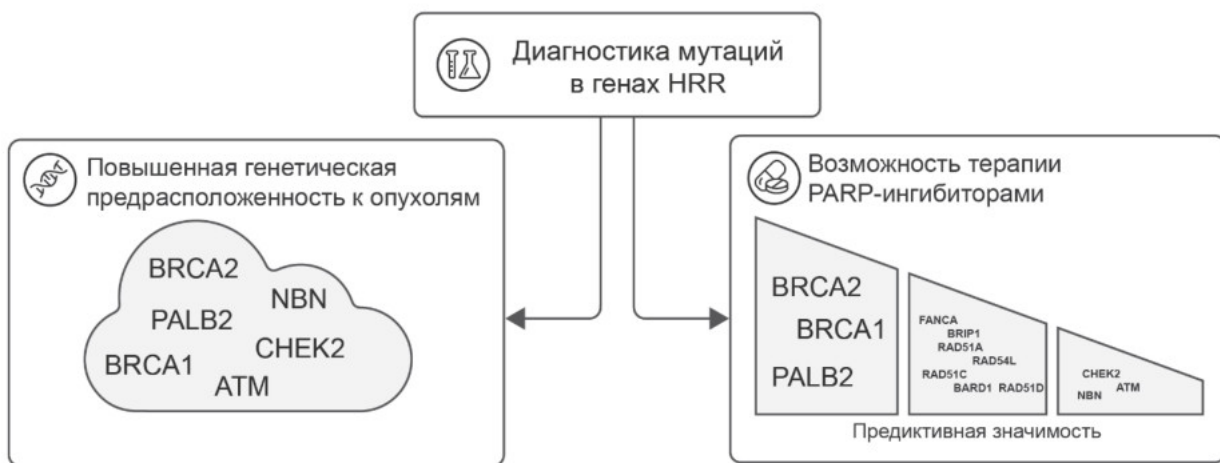 Диагностика мутаций
в генах HRR
Повышенная генетическая
предрасположенность к опухолям
BRCA2
NBN
PALB2
CHEK2
BRCA1
ATM
Возможность терапии
PARP-ингибиторами
BRCA2
BRCA1
PALB2
FANCA
BRIP1
RAD51A
RAD54L
RAD51C
BARD1 RAD51D
CHEK2
ATM
NBN
Предиктивная значимость